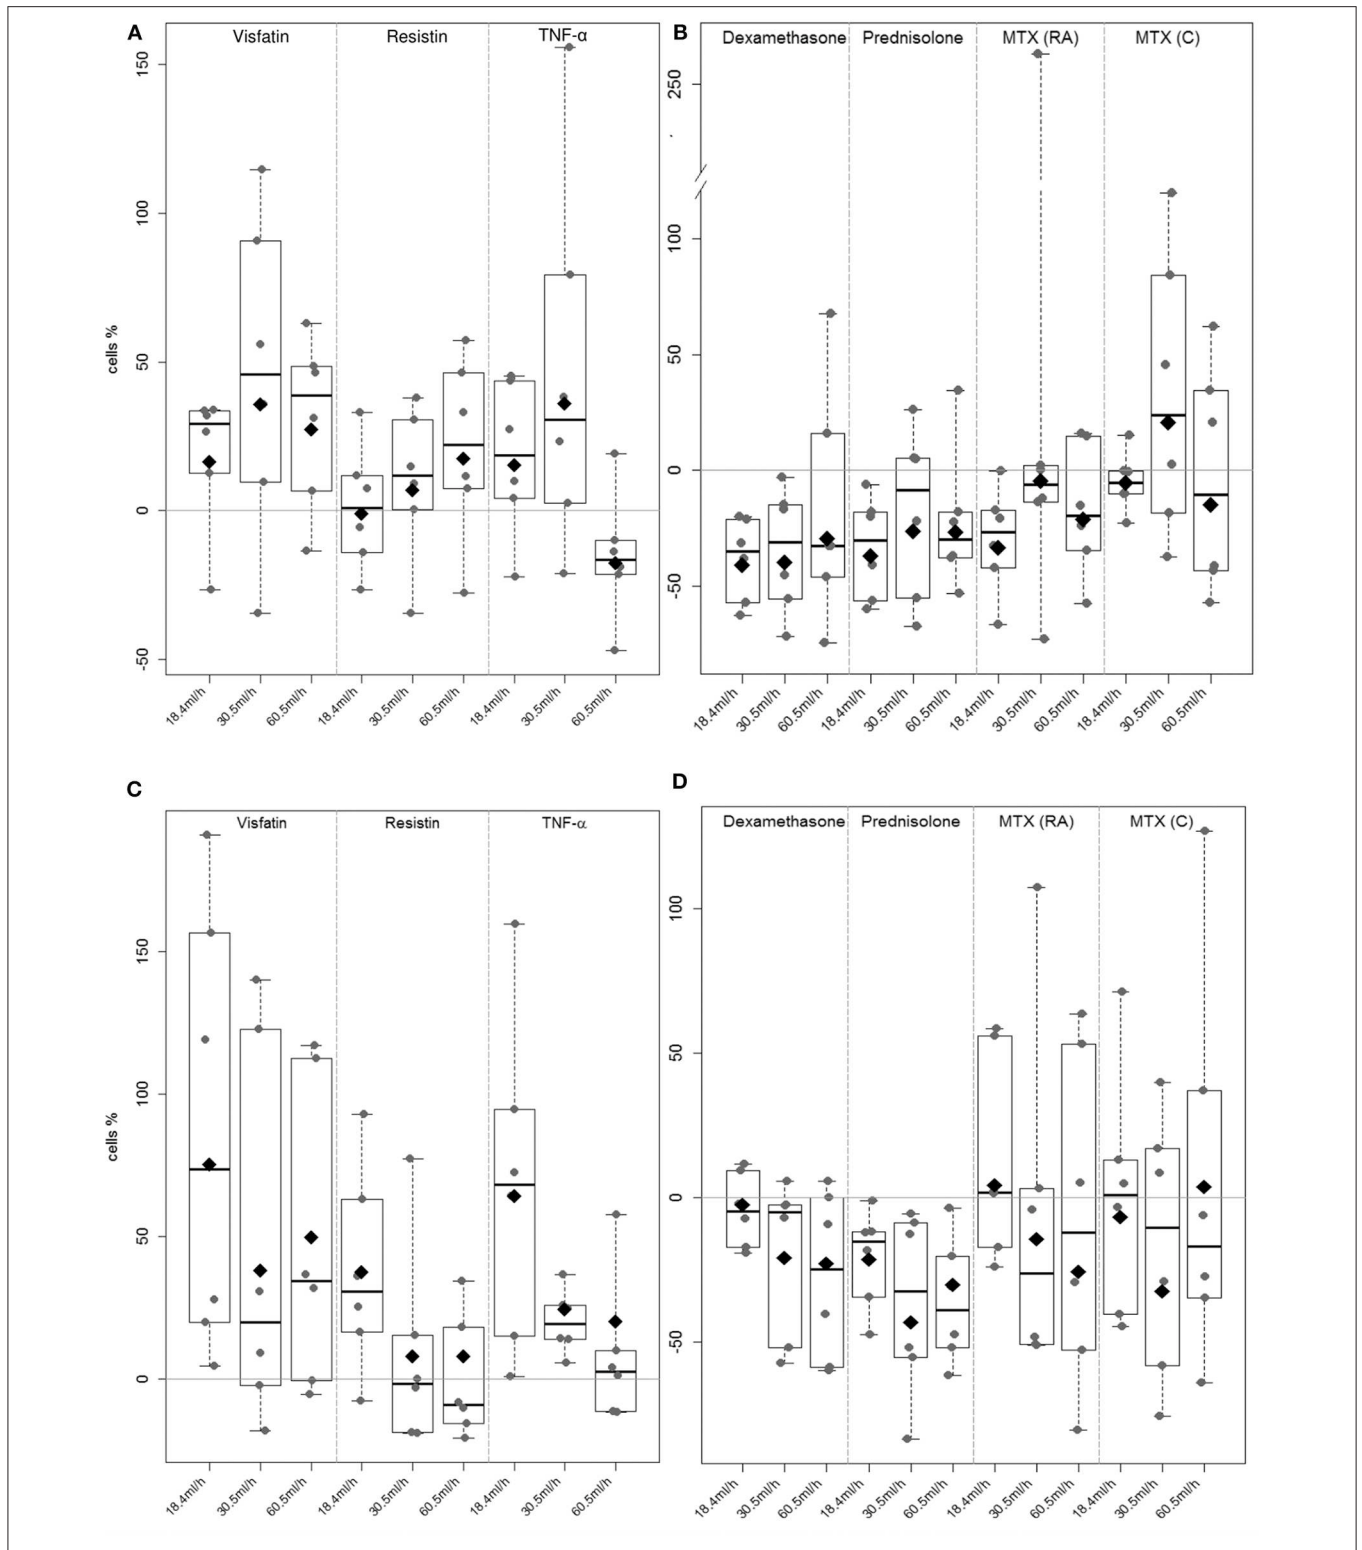 A
Visfatin Resistin TNF-α
150
100
50
0
-50
cells %
18.4ml/h 30.5ml/h 60.5ml/h 18.4ml/h 30.5ml/h 60.5ml/h 18.4ml/h 30.5ml/h 60.5ml/h
B
Dexamethasone Prednisolone MTX (RA) MTX (C)
250
100
50
0
-50
18.4ml/h 30.5ml/h 60.5ml/h 18.4ml/h 30.5ml/h 60.5ml/h 18.4ml/h 30.5ml/h 60.5ml/h 18.4ml/h 30.5ml/h 60.5ml/h
C
Visfatin Resistin TNF-α
150
100
50
0
cells %
18.4ml/h 30.5ml/h 60.5ml/h 18.4ml/h 30.5ml/h 60.5ml/h 18.4ml/h 30.5ml/h 60.5ml/h
D
Dexamethasone Prednisolone MTX (RA) MTX (C)
100
50
0
-50
18.4ml/h 30.5ml/h 60.5ml/h 18.4ml/h 30.5ml/h 60.5ml/h 18.4ml/h 30.5ml/h 60.5ml/h 18.4ml/h 30.5ml/h 60.5ml/h